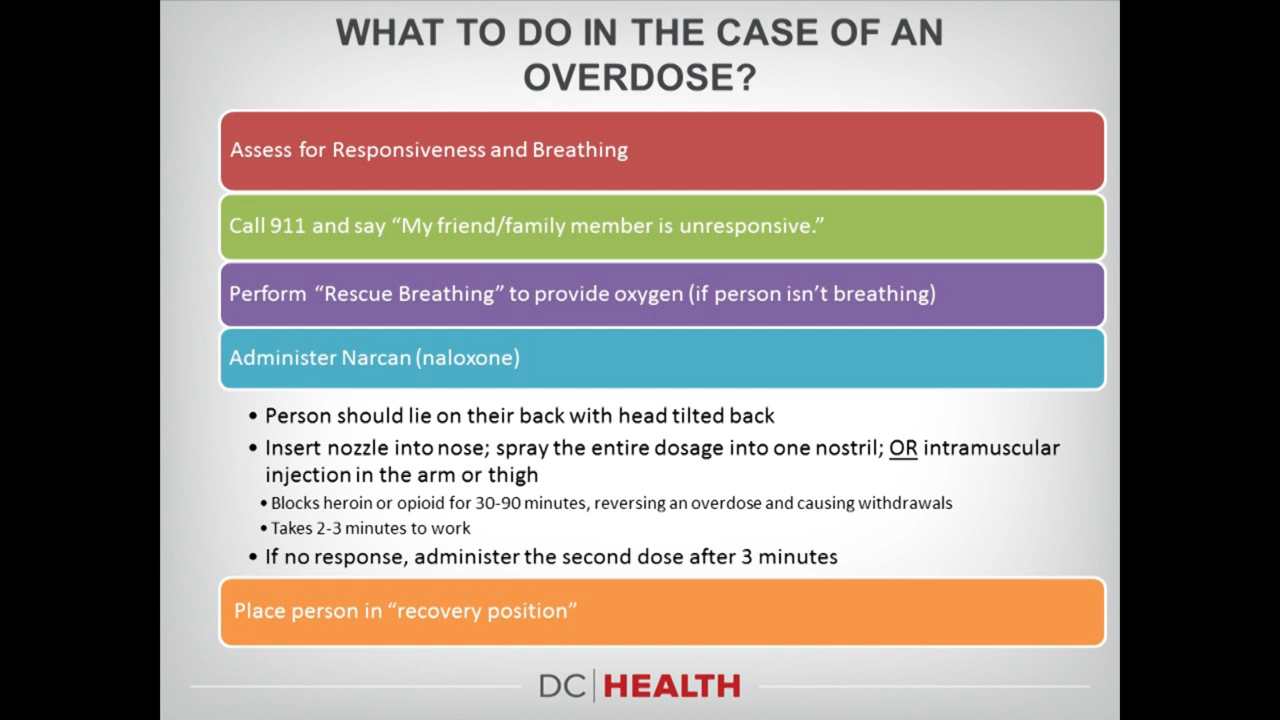 WHAT TO DO IN THE CASE OF AN
OVERDOSE?
Assess for Responsiveness and Breathing
Call 911 and say “My friend/family member is unresponsive.”
Perform “Rescue Breathing” to provide oxygen (if person isn’t breathing)
Administer Narcan (naloxone)
• Person should lie on their back with head tilted back
• Insert nozzle into nose; spray the entire dosage into one nostril; OR intramuscular
injection in the arm or thigh
• Blocks heroin or opioid for 30-90 minutes, reversing an overdose and causing withdrawals
• Takes 2-3 minutes to work
• If no response, administer the second dose after 3 minutes
Place person in “recovery position”
DC|HEALTH